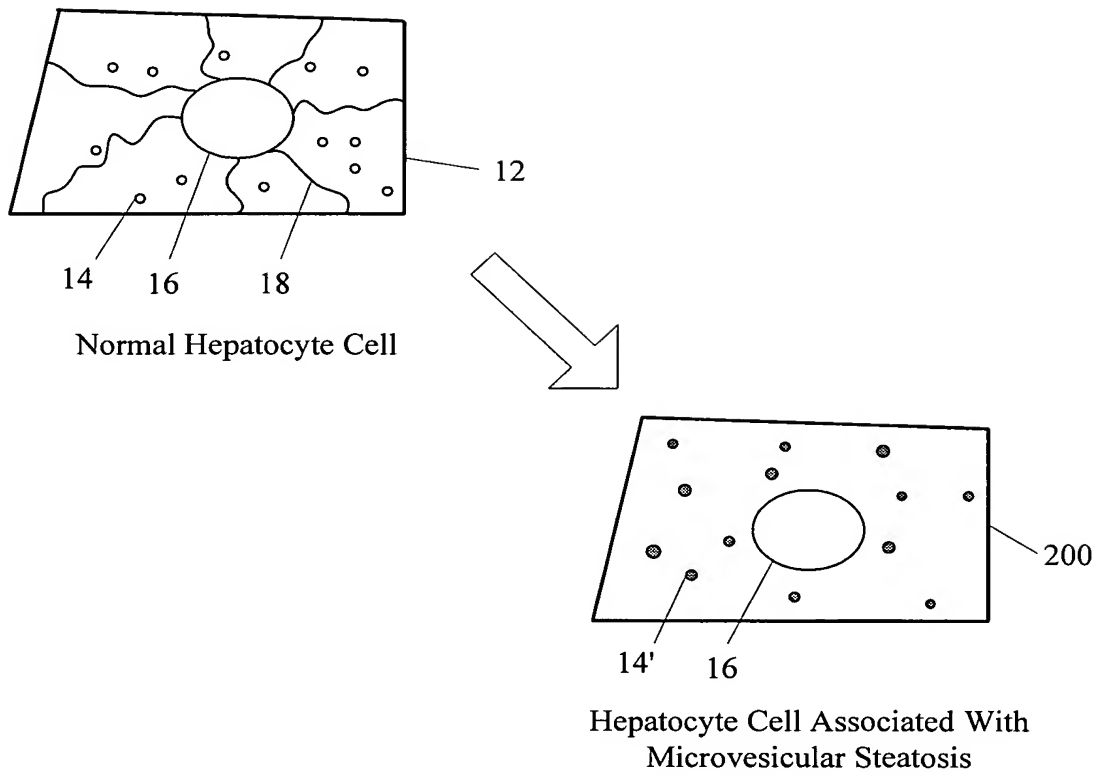 12
14
16
18
Normal Hepatocyte Cell
200
14'
16
Hepatocyte Cell Associated With
Microvesicular Steatosis